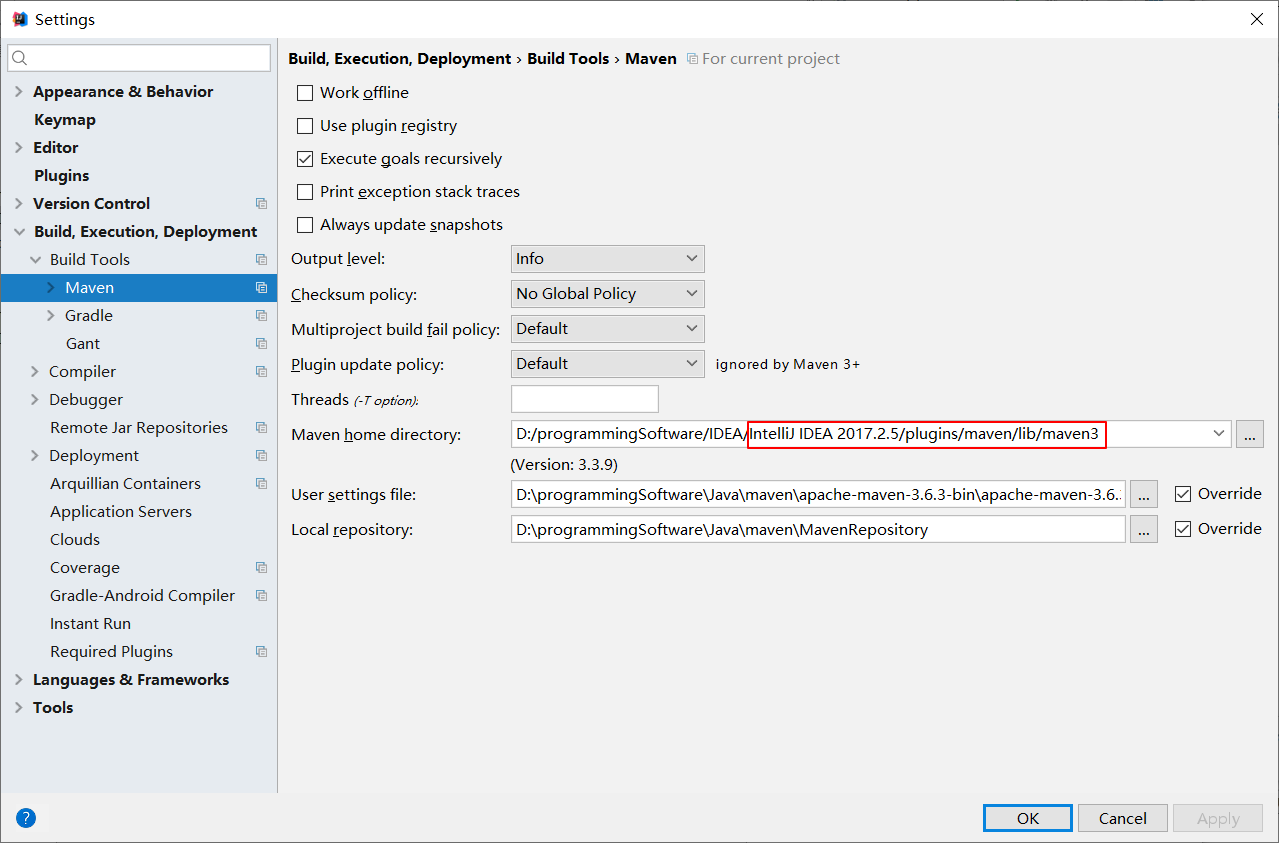 Settings
Appearance & Behavior
Keymap
Editor
Plugins
Version Control
Build, Execution, Deployment
Build Tools
Maven
Gradle
Gant
Compiler
Debugger
Remote Jar Repositories
Deployment
Arquillian Containers
Application Servers
Clouds
Coverage
Gradle-Android Compiler
Instant Run
Required Plugins
Languages & Frameworks
Tools
Build, Execution, Deployment › Build Tools › Maven For current project
Work offline
Use plugin registry
Execute goals recursively
Print exception stack traces
Always update snapshots
Output level: Info
Checksum policy: No Global Policy
Multiproject build fail policy: Default
Plugin update policy: Default ignored by Maven 3+
Threads (-T option):
Maven home directory: D:/programmingSoftware/IDEA/IntelliJ IDEA 2017.2.5/plugins/maven/lib/maven3 ...
(Version: 3.3.9)
User settings file: D:\programmingSoftware\Java\maven\apache-maven-3.6.3-bin\apache-maven-3.6. ... Override
Local repository: D:\programmingSoftware\Java\maven\MavenRepository ... Override
?
OK Cancel Apply